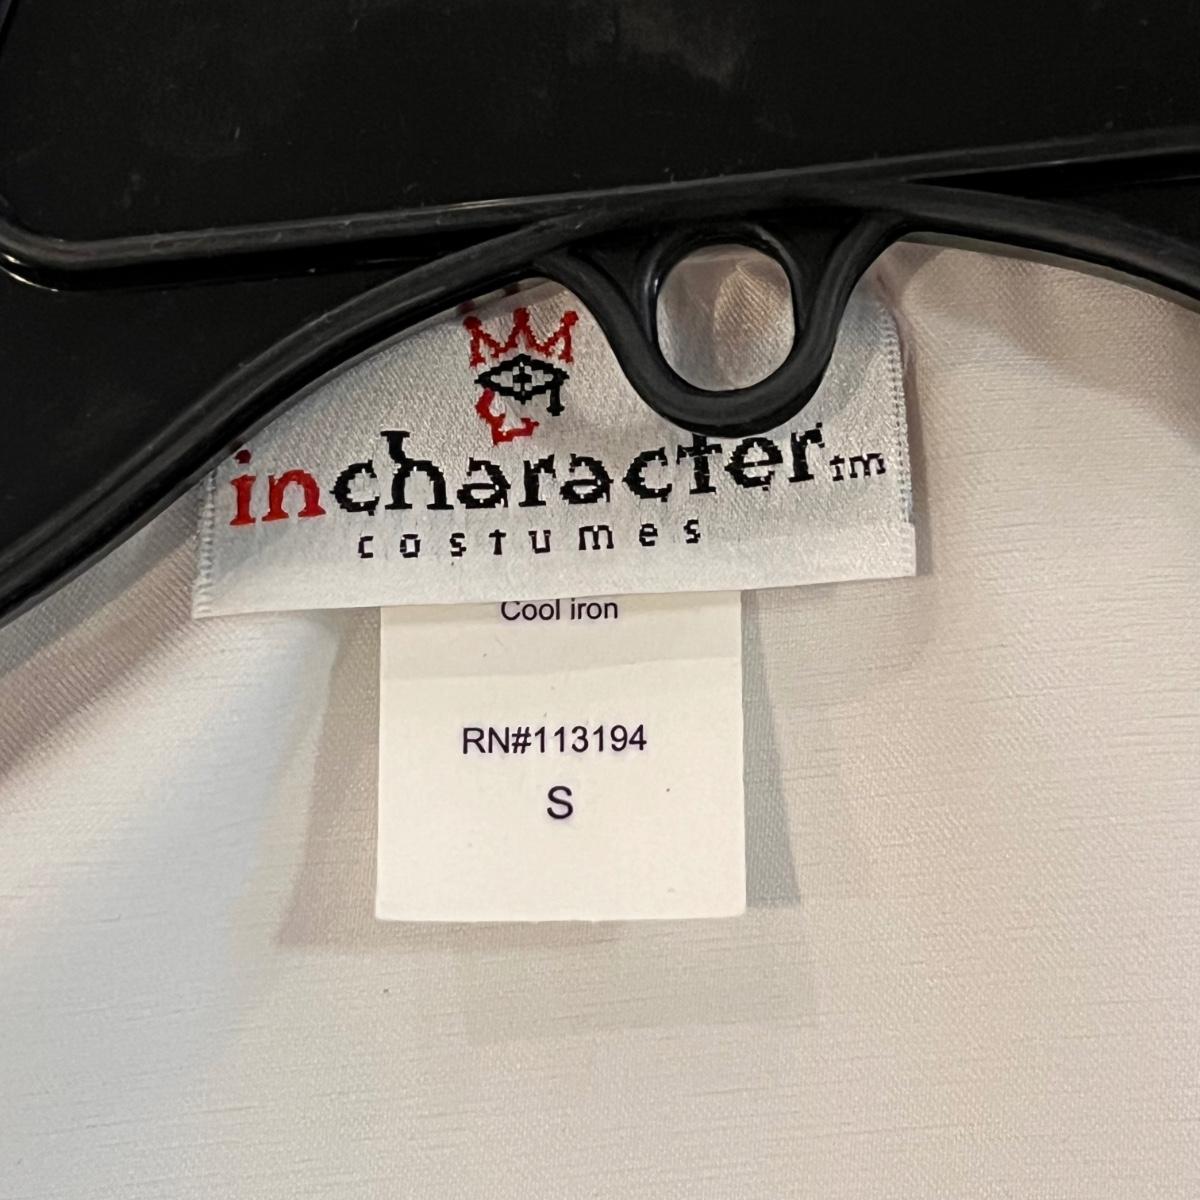 incharacter tm
costumes
Cool iron
RN#113194
S